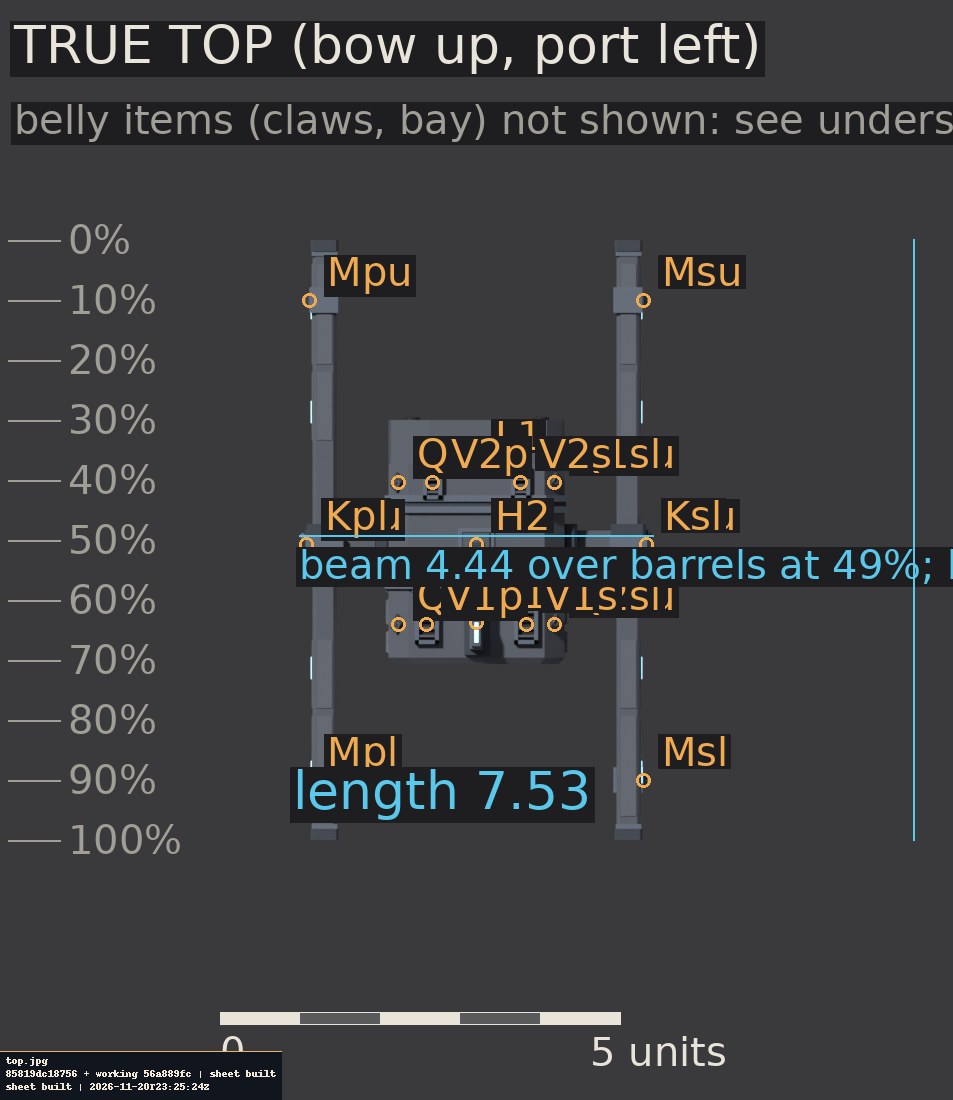 TRUE TOP (bow up, port left)
belly items (claws, bay) not shown: see unders
0%
Mpu
Msu
10%
20%
30%
40%
V2p
V2s
50%
H2
beam 4.44 over barrels at 49%;
60%
70%
80%
Mpl
Msl
90%
length 7.53
100%
0
5 units
top.jpg
85819dc18756 + working 56a889fc | sheet built
sheet built | 2026-11-20T23:25:24z